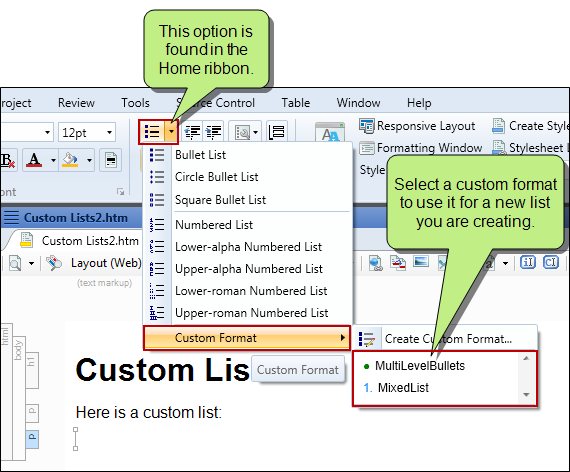 This option is
found in the
Home ribbon.
roject Review Tools Source Control Table Window Help
12pt
Responsive Layout Create Style
Formatting Window Stylesheet L
Style
ont
Select a custom format
to use it for a new list
you are creating.
Bullet List
Circle Bullet List
Square Bullet List
Numbered List
Lower-alpha Numbered List
Upper-alpha Numbered List
Lower-roman Numbered List
Upper-roman Numbered List
Custom Format
Create Custom Format...
MultiLevelBullets
1. MixedList
Custom Format
Custom Lists2.htm
Custom Lists2.htm
Layout (Web)
(text markup)
html
body
h1
p
p
Custom Lis
Here is a custom list: